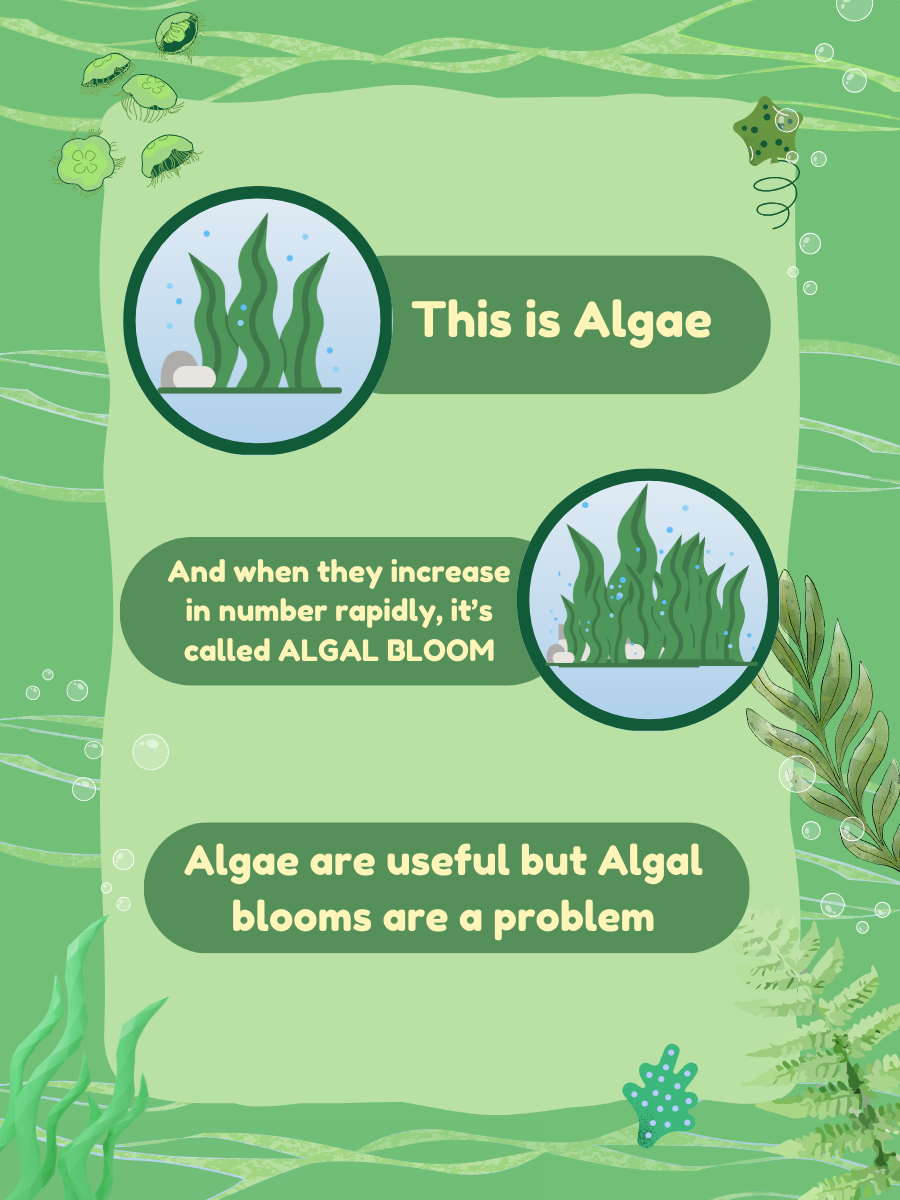 This is Algae
And when they increase
in number rapidly, it's
called ALGAL BLOOM
Algae are useful but Algal
blooms are a problem